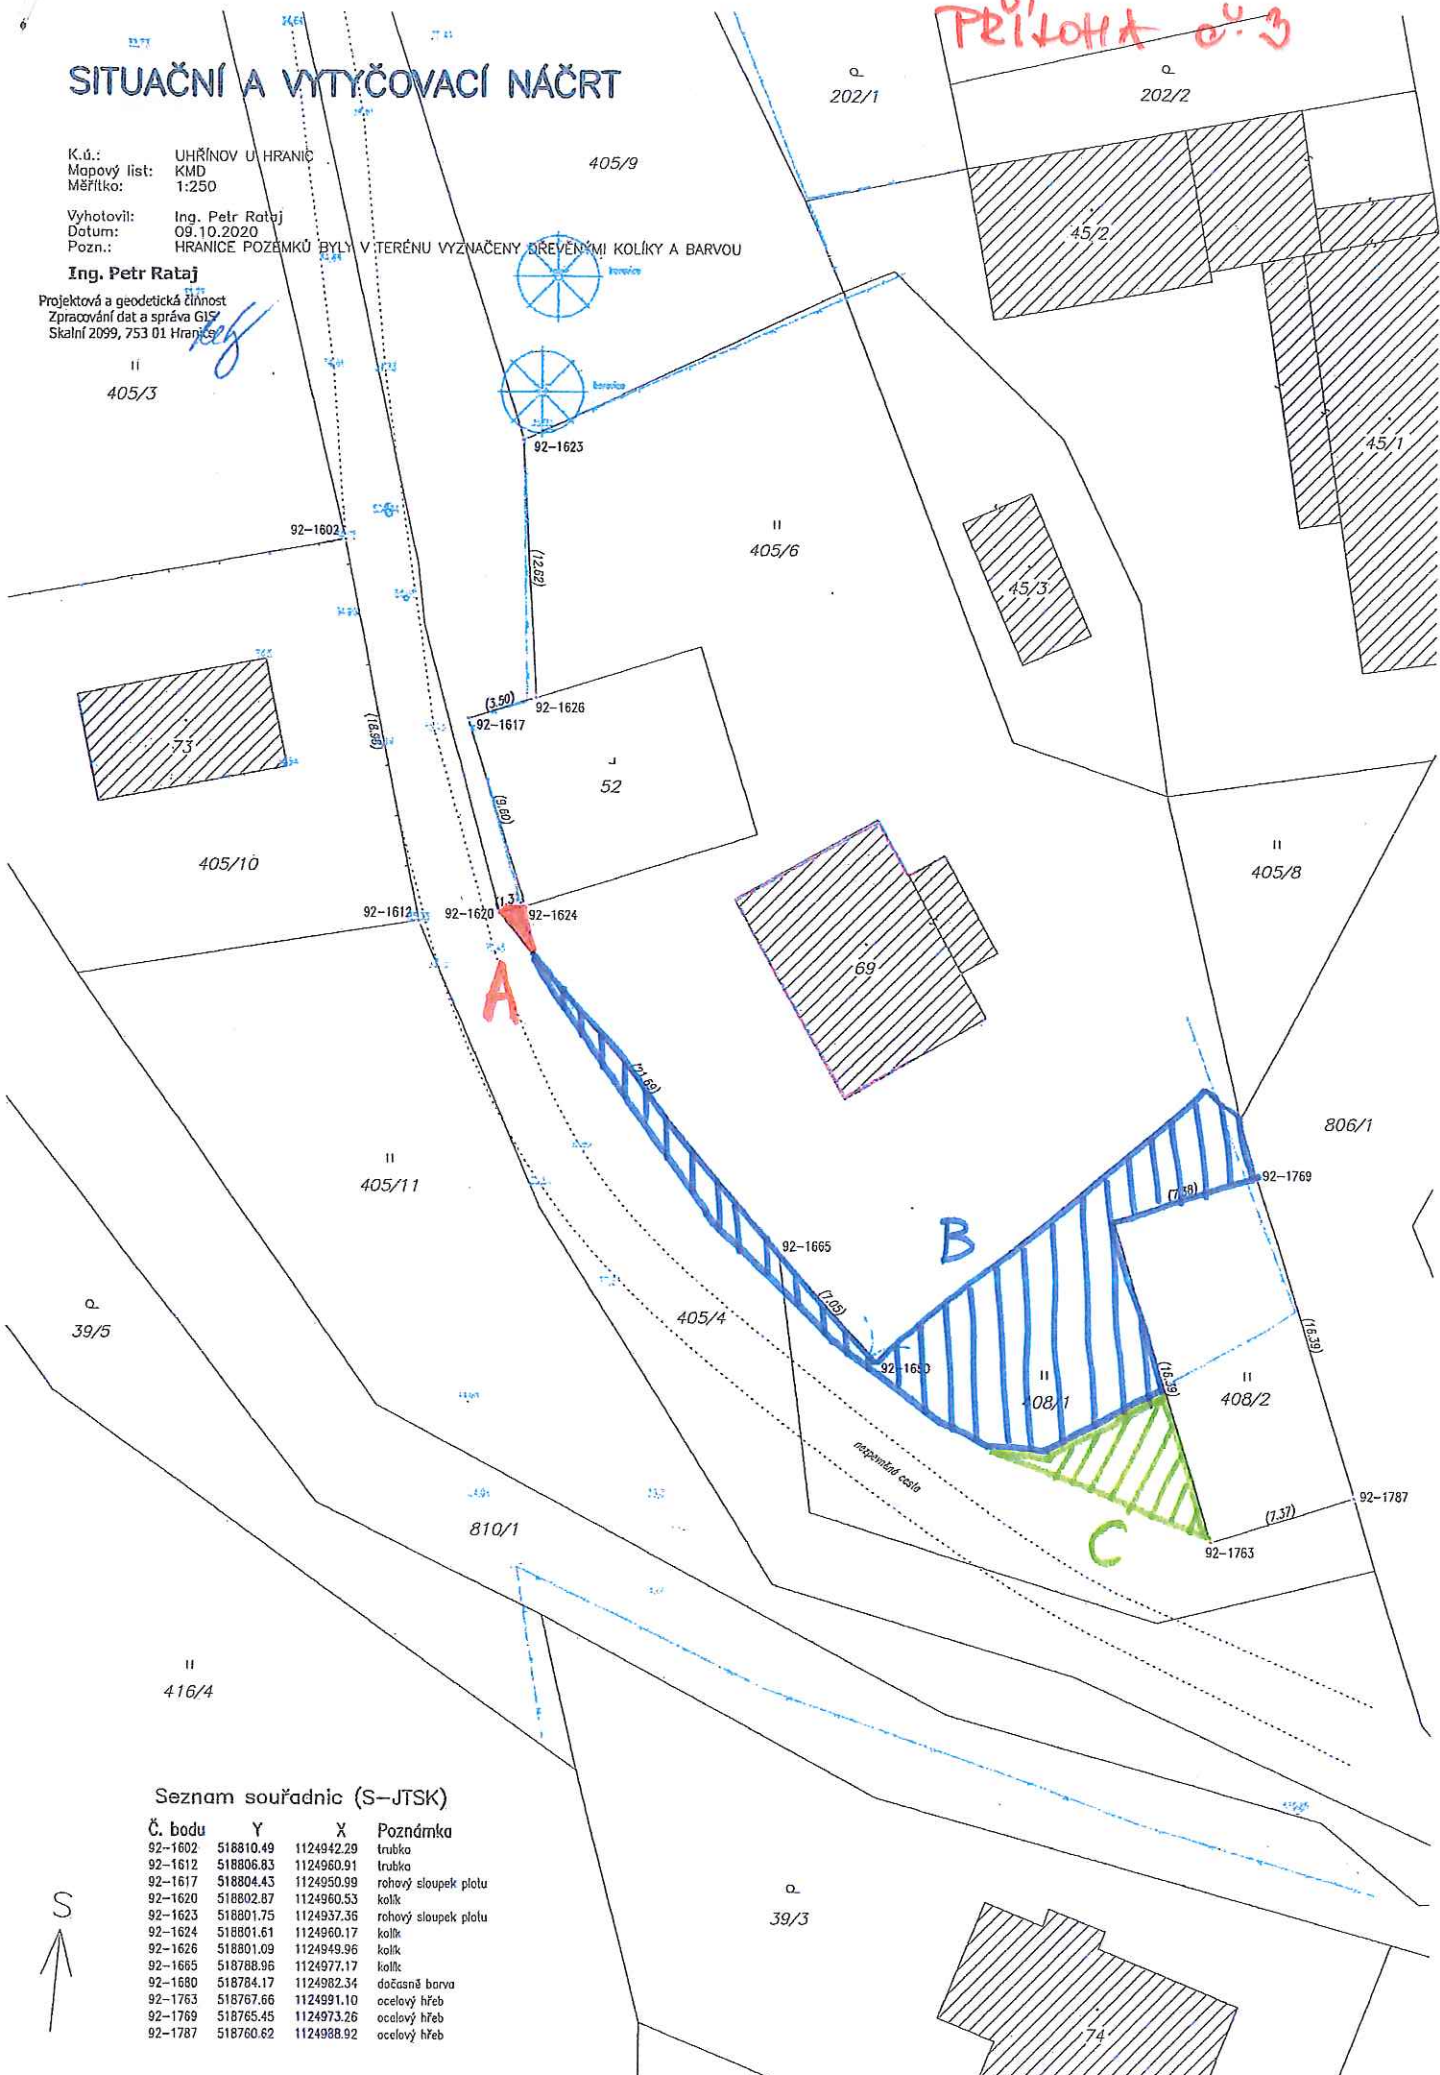 PŘÍLOHA č. 3
SITUAČNÍ A VYTYČOVACÍ NÁČRT
K.ú.: UHŘÍNOV U HRANIC
Mapový list: KMD
Měřítko: 1:250
Vyhotovil: Ing. Petr Rataj
Datum: 09.10.2020
Pozn.: HRANICE POZEMKŮ BYLY V TERÉNU VYZNAČENY DŘEVĚNÝMI KOLÍKY A BARVOU
Ing. Petr Rataj
Projektová a geodetická činnost
Zpracování dat a správa GIS
Skalní 2099, 753 01 Hranice
202/1
202/2
405/9
45/2
borovice
borovice
405/3
92-1623
45/1
92-1602
405/6
(12.62)
45/3
(3.50)
92-1626
92-1617
73
(18.98)
52
(9.60)
405/10
405/8
92-1612
92-1620
92-1624
69
A
(21.69)
405/11
806/1
92-1769
(7.38)
B
92-1665
39/5
405/4
(7.05)
(16.39)
92-1680
408/1
(16.39)
408/2
nezpevněná cesta
92-1787
810/1
(7.37)
C
92-1763
416/4
Seznam souřadnic (S-JTSK)
Č. bodu Y X Poznámka
92-1602 518810.49 1124942.29 trubka
92-1612 518806.83 1124960.91 trubka
92-1617 518804.43 1124950.99 rohový sloupek plotu
92-1620 518802.87 1124960.53 kolík
92-1623 518801.75 1124937.36 rohový sloupek plotu
92-1624 518801.61 1124960.17 kolík
92-1626 518801.09 1124949.96 kolík
92-1665 518788.96 1124977.17 kolík
92-1680 518784.17 1124982.34 dočasně barva
92-1763 518767.66 1124991.10 ocelový hřeb
92-1769 518765.45 1124973.26 ocelový hřeb
92-1787 518760.62 1124988.92 ocelový hřeb
S
39/3
74